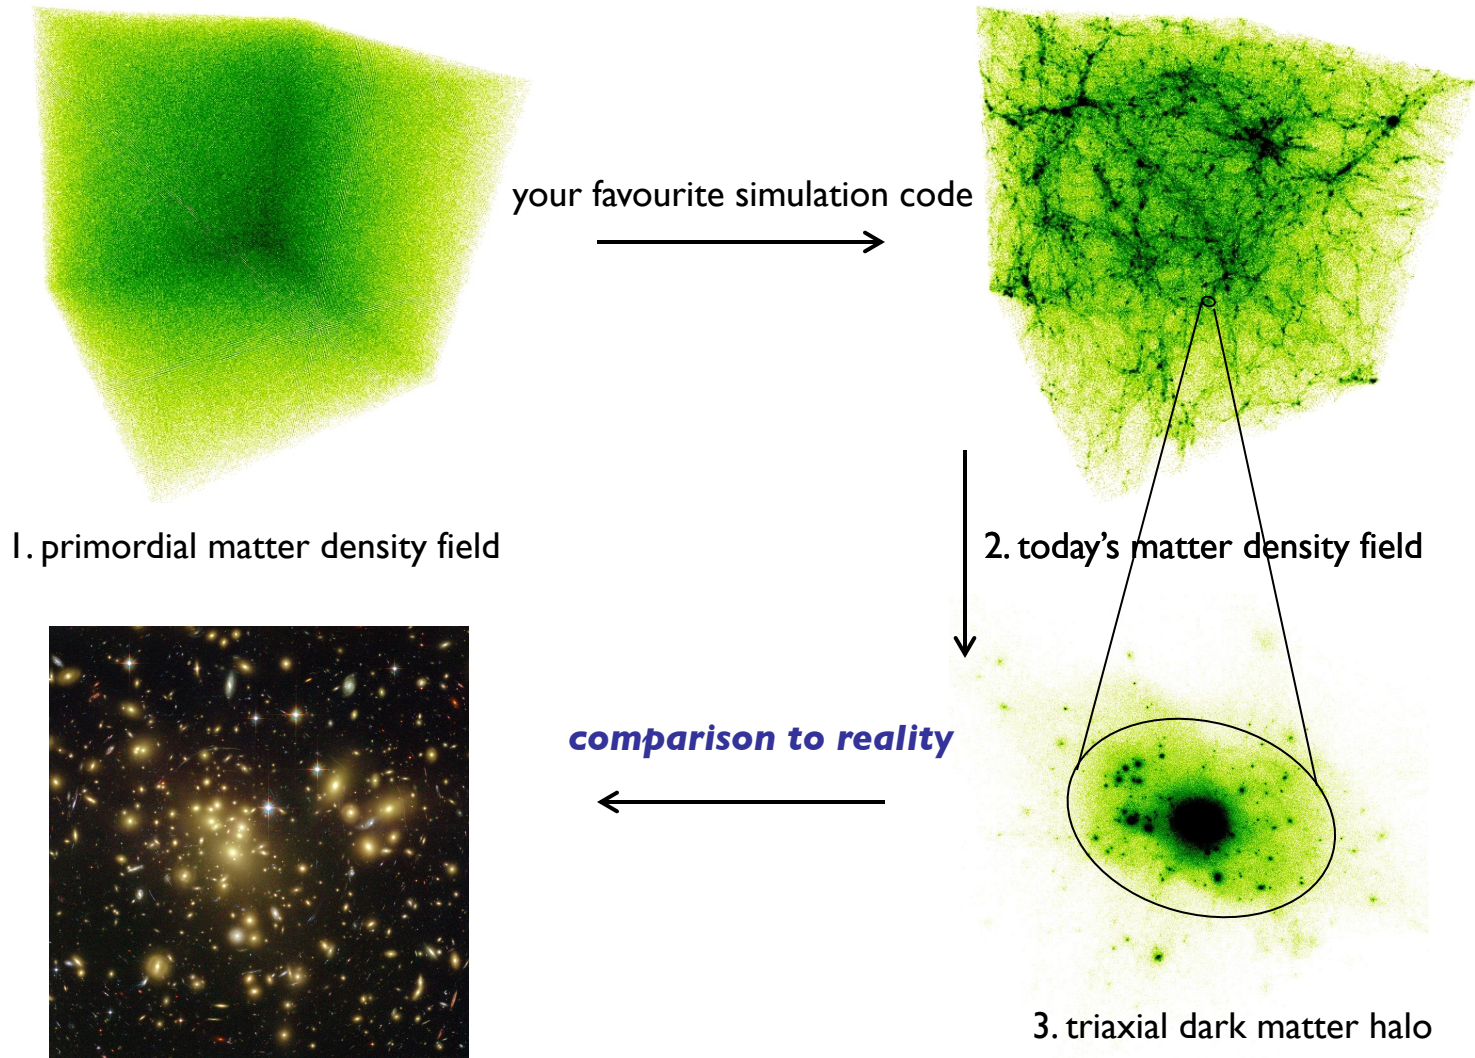 your favourite simulation code
1. primordial matter density field
2. today's matter density field
comparison to reality
3. triaxial dark matter halo